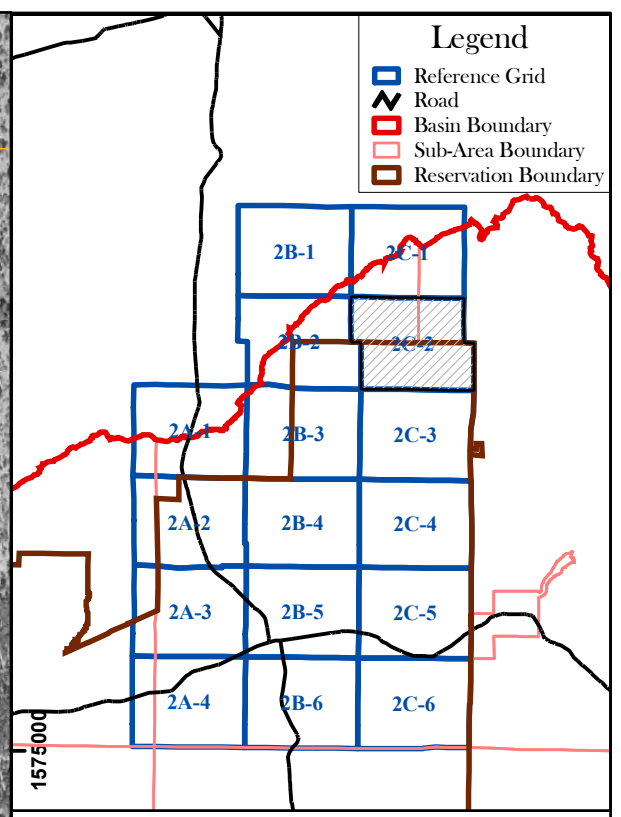 Legend
Reference Grid
Road
Basin Boundary
Sub-Area Boundary
Reservation Boundary
2B-1
2C-1
2B-2
2C-2
2A-1
2B-3
2C-3
2A-2
2B-4
2C-4
2A-3
2B-5
2C-5
2A-4
2B-6
2C-6
1575000